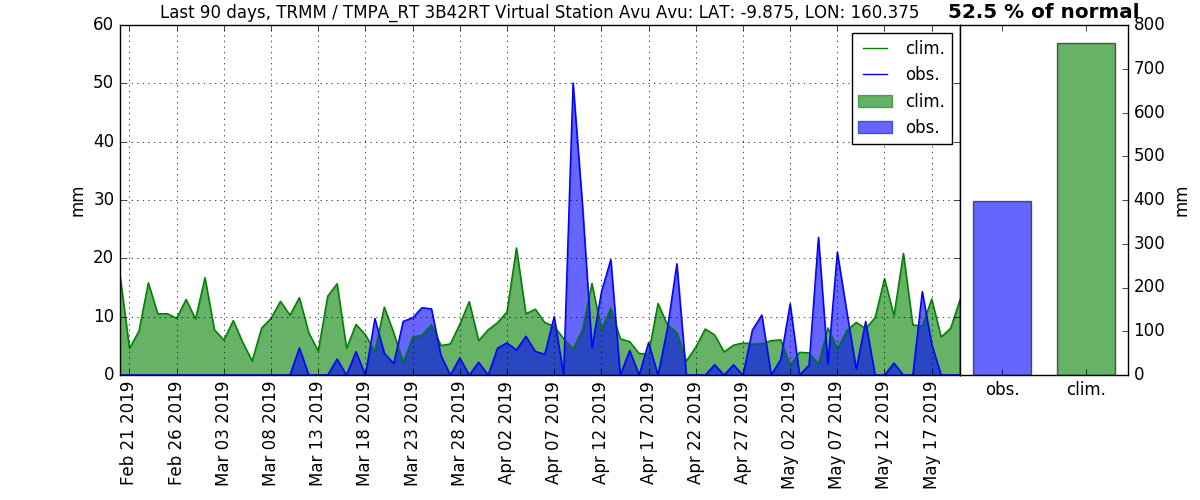 Last 90 days, TRMM / TMPA_RT 3B42RT Virtual Station Avu Avu: LAT: -9.875, LON: 160.375
52.5 % of normal
60
50
40
30
20
10
0
mm
clim.
obs.
clim.
obs.
Feb 21 2019
Feb 26 2019
Mar 03 2019
Mar 08 2019
Mar 13 2019
Mar 18 2019
Mar 23 2019
Mar 28 2019
Apr 02 2019
Apr 07 2019
Apr 12 2019
Apr 17 2019
Apr 22 2019
Apr 27 2019
May 02 2019
May 07 2019
May 12 2019
May 17 2019
800
700
600
500
400
300
200
100
0
mm
obs.
clim.